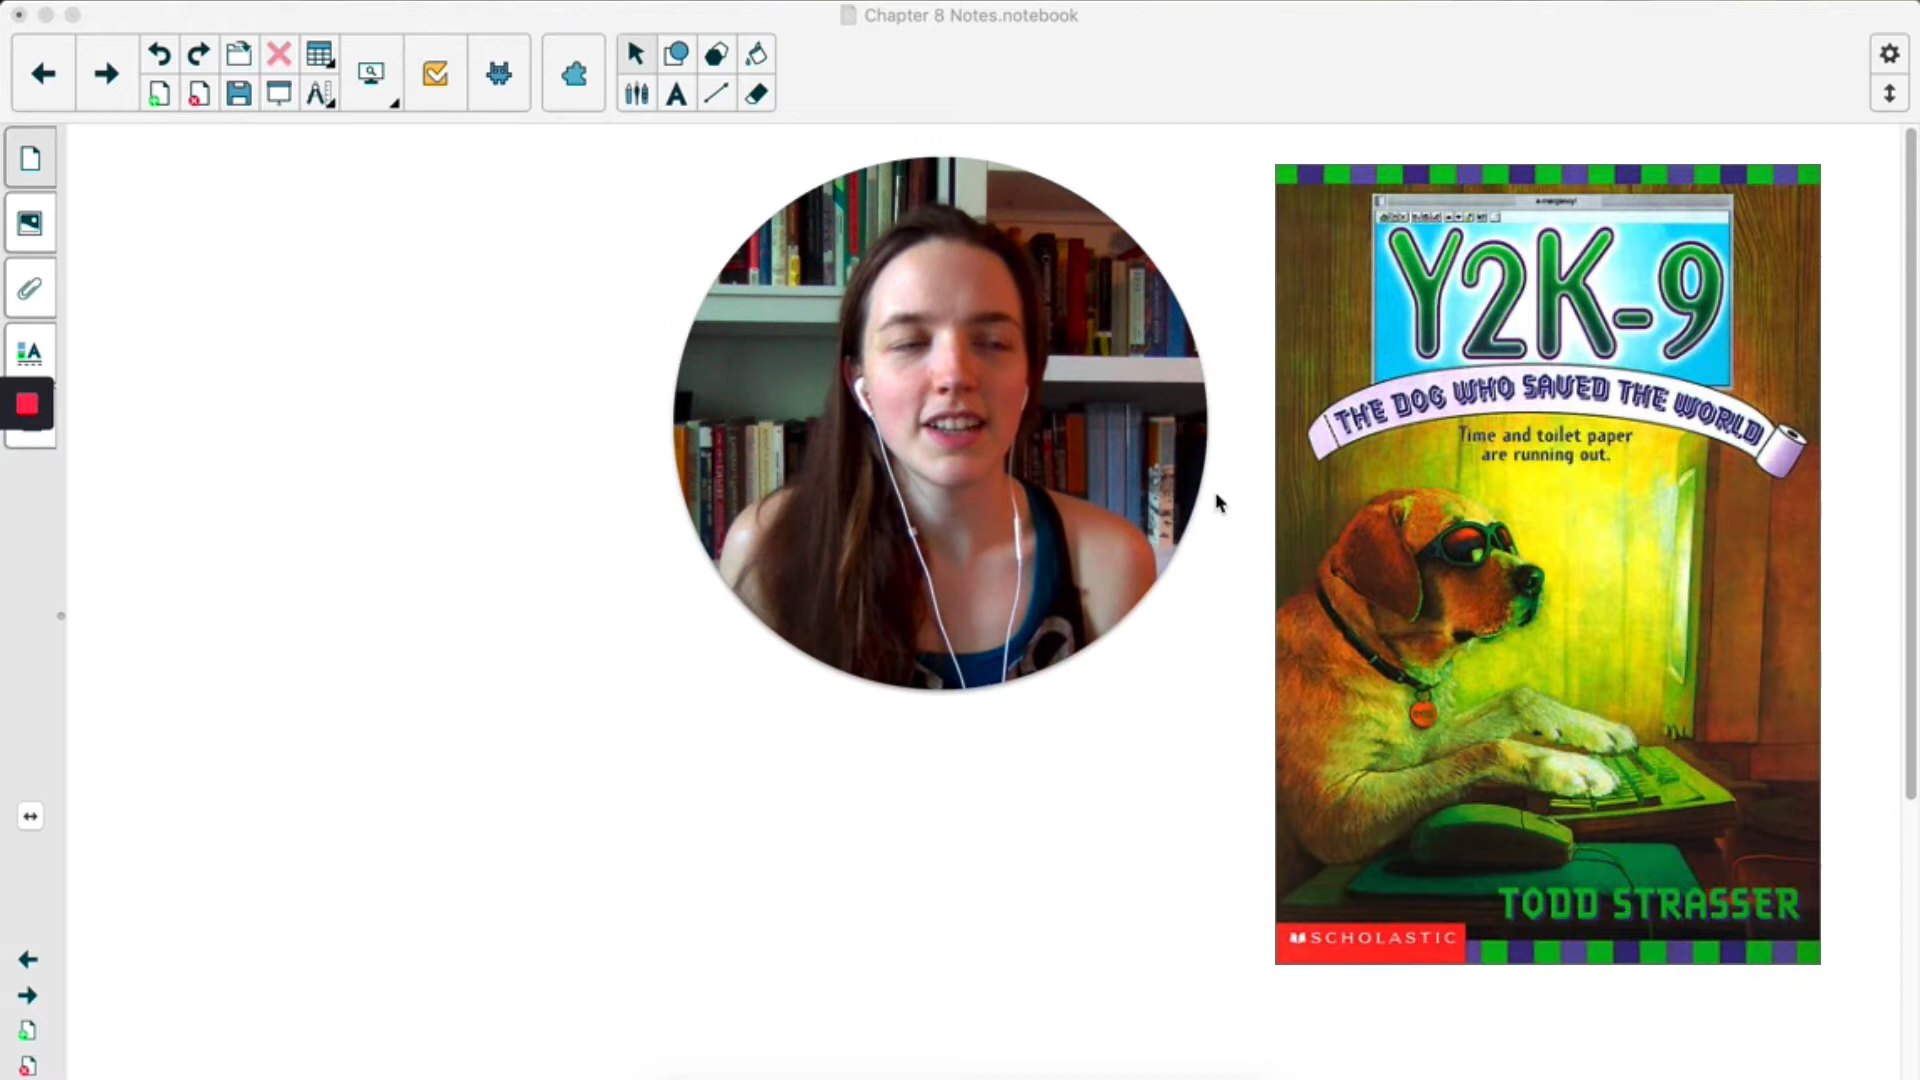 Chapter 8 Notes.notebook
e-mergency!
Y2K-9
THE DOG WHO SAVED THE WORLD
Time and toilet paper
are running out.
TODD STRASSER
SCHOLASTIC